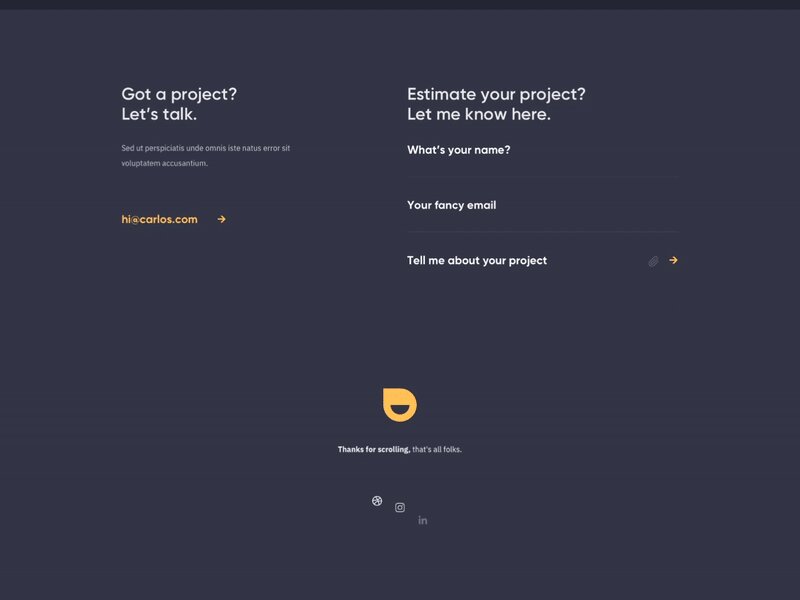 Got a project?
Let's talk.
Sed ut perspiciatis unde omnis iste natus error sit
voluptatem accusantium.
hi@carlos.com
Estimate your project?
Let me know here.
What's your name?
Your fancy email
Tell me about your project
Thanks for scrolling, that's all folks.
in